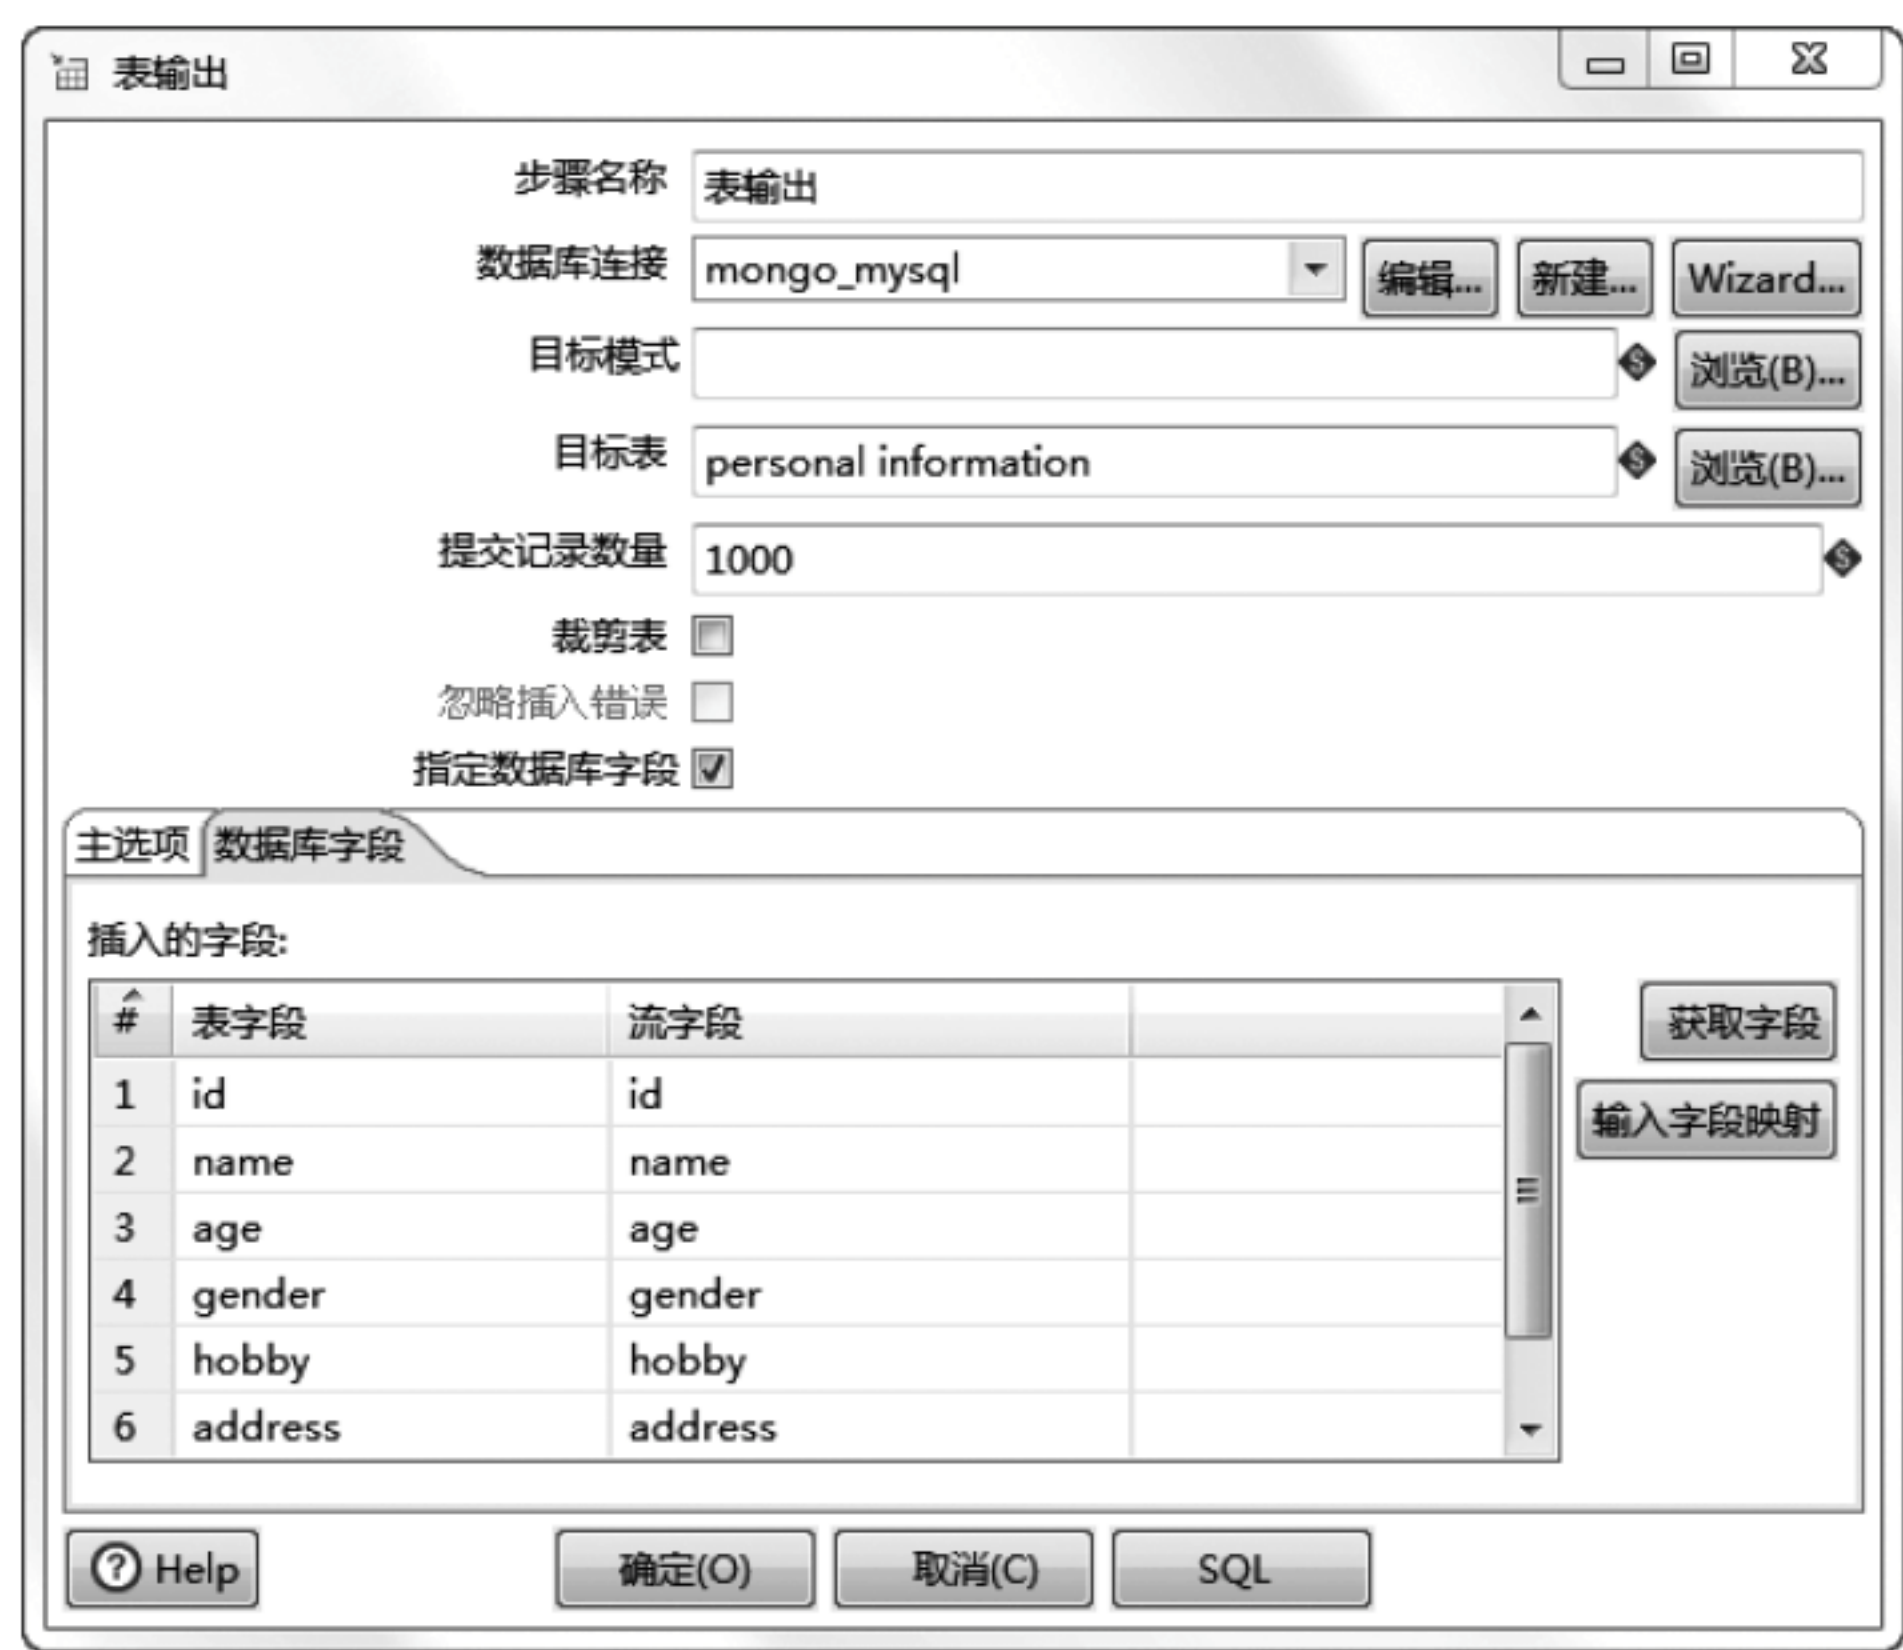 表输出
步骤名称 表输出
数据库连接 mongo_mysql 编辑... 新建... Wizard...
目标模式 浏览(B)...
目标表 personal information 浏览(B)...
提交记录数量 1000
裁剪表
忽略插入错误
指定数据库字段
主选项 数据库字段
插入的字段:
# 表字段 流字段 获取字段
1 id id
输入字段映射
2 name name
3 age age
4 gender gender
5 hobby hobby
6 address address
Help 确定(O) 取消(C) SQL